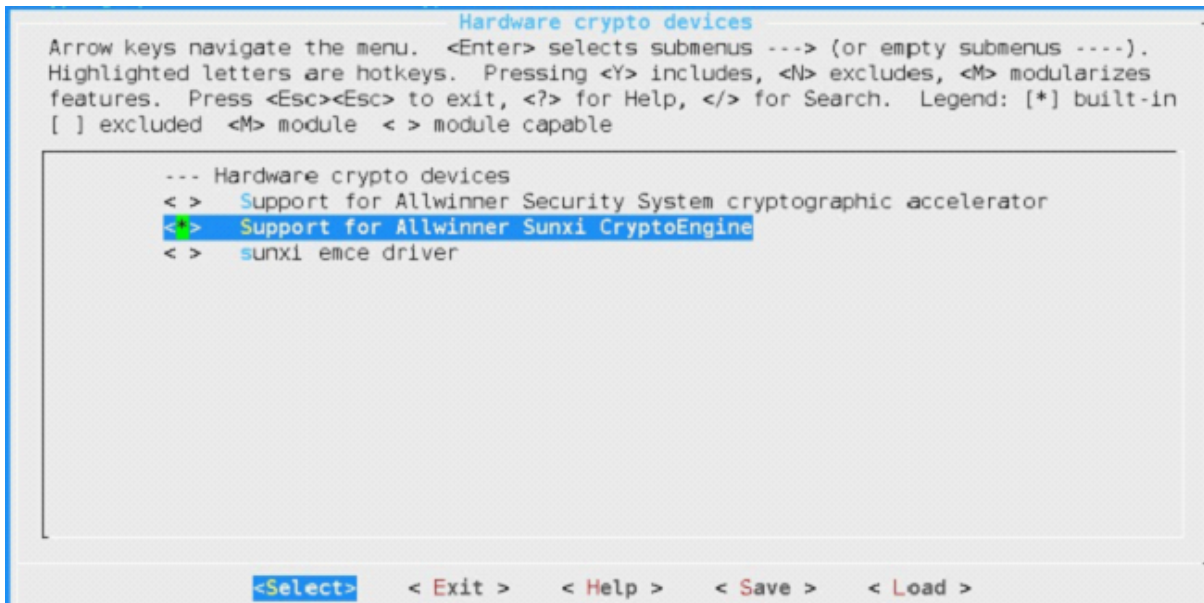 Hardware crypto devices
Arrow keys navigate the menu.  <Enter> selects submenus ---> (or empty submenus ----).
Highlighted letters are hotkeys.  Pressing <Y> includes, <N> excludes, <M> modularizes
features.  Press <Esc><Esc> to exit, <?> for Help, </> for Search.  Legend: [*] built-in
[ ] excluded  <M> module  < > module capable
--- Hardware crypto devices
< >   Support for Allwinner Security System cryptographic accelerator
<*>   Support for Allwinner Sunxi CryptoEngine
< >   sunxi emce driver
<Select>    < Exit >    < Help >    < Save >    < Load >